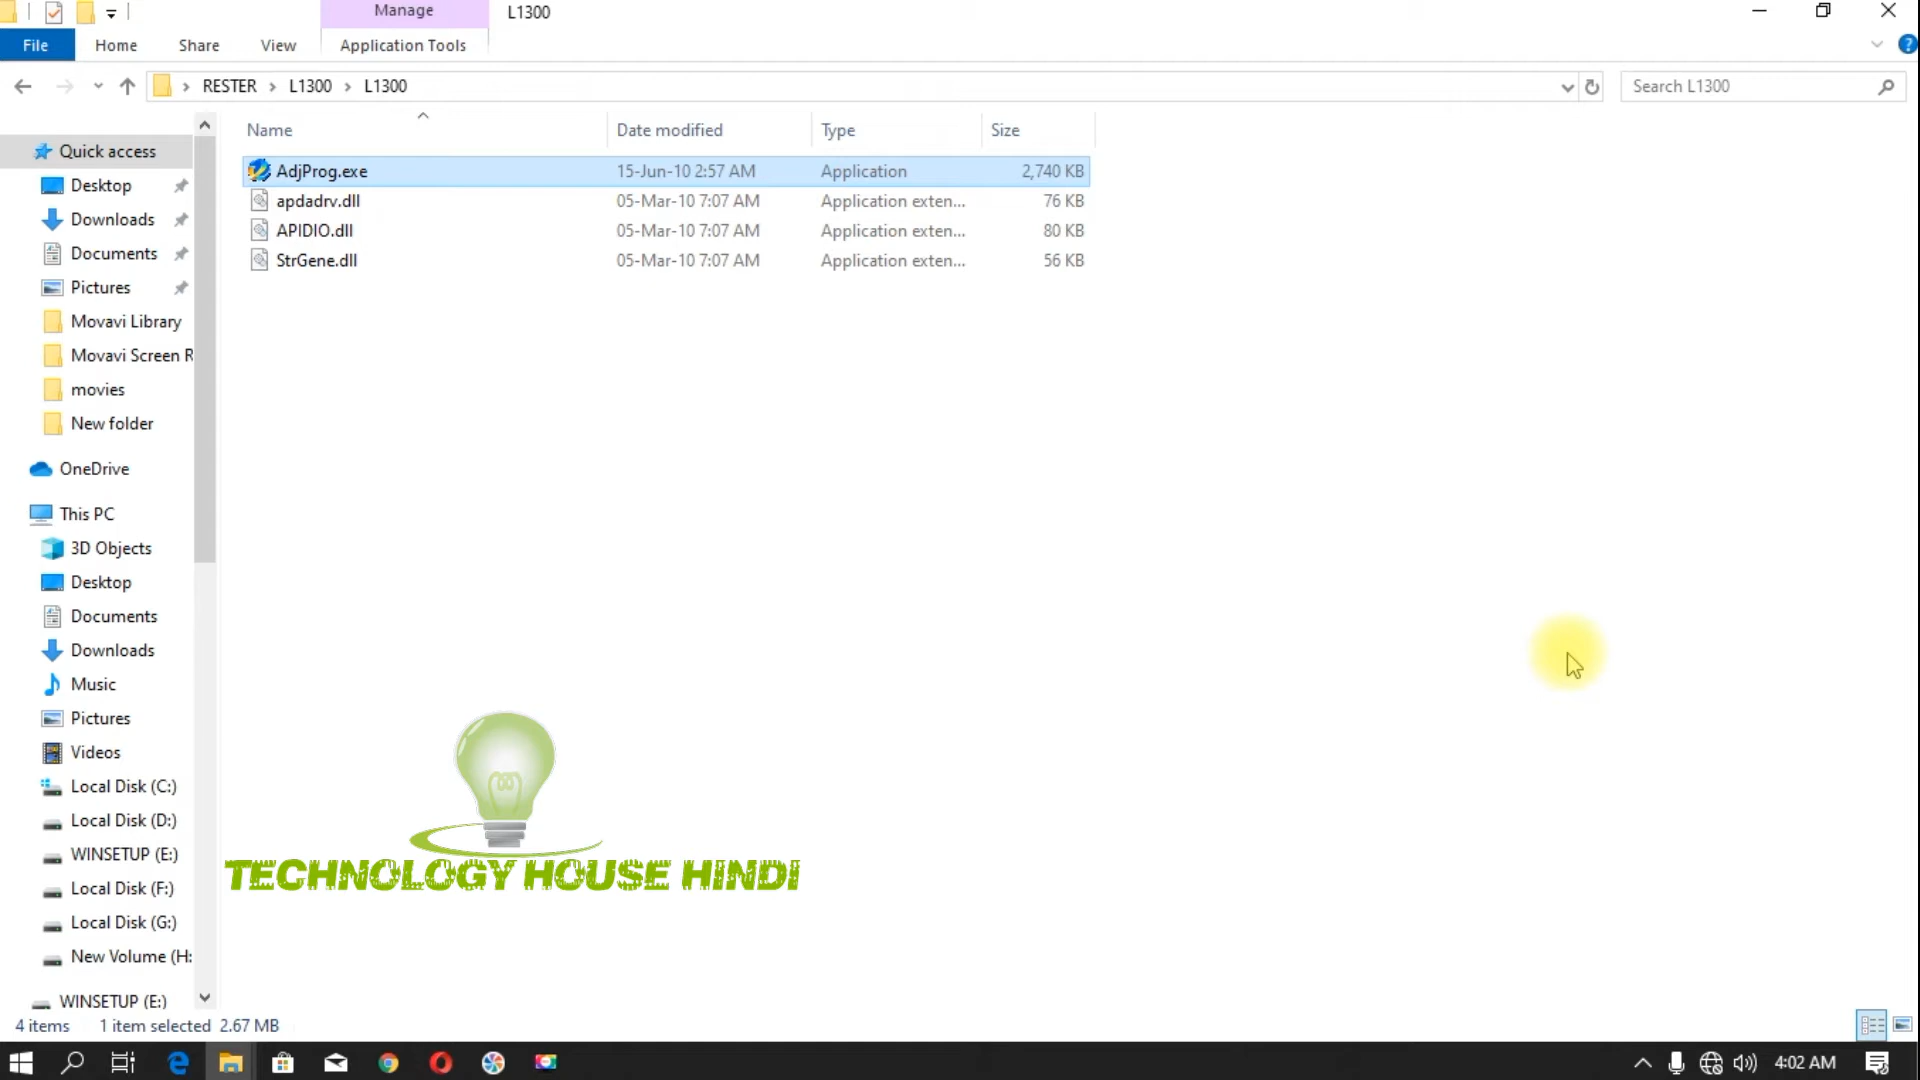 Manage
L1300
File
Home
Share
View
Application Tools
?
RESTER
L1300
L1300
Search L1300
Name
Date modified
Type
Size
AdjProg.exe 15-Jun-10 2:57 AM Application 2,740 KB
apdadrv.dll 05-Mar-10 7:07 AM Application exten... 76 KB
APIDIO.dll 05-Mar-10 7:07 AM Application exten... 80 KB
StrGene.dll 05-Mar-10 7:07 AM Application exten... 56 KB
Quick access
Desktop
Downloads
Documents
Pictures
Movavi Library
Movavi Screen R
movies
New folder
OneDrive
This PC
3D Objects
Desktop
Documents
Downloads
Music
Pictures
Videos
Local Disk (C:)
Local Disk (D:)
WINSETUP (E:)
Local Disk (F:)
Local Disk (G:)
New Volume (H:
WINSETUP (E:)
TECHNOLOGY HOUSE HINDI
4 items 1 item selected 2.67 MB
4:02 AM